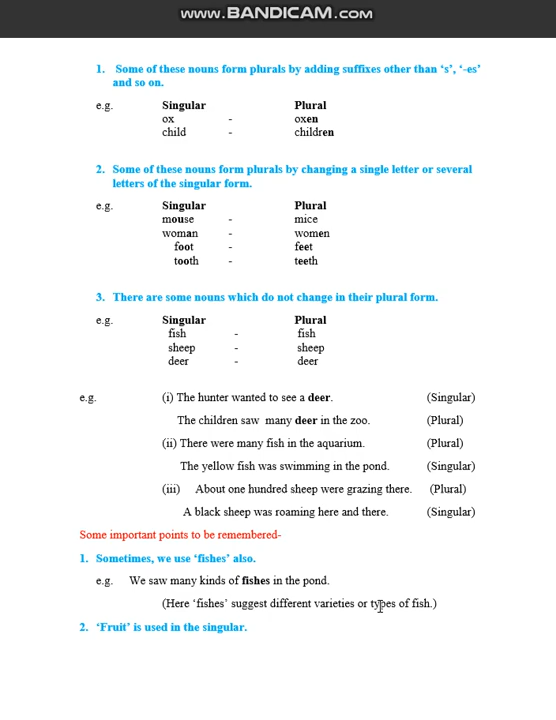 www.BANDICAM.com
1. Some of these nouns form plurals by adding suffixes other than ‘s’, ‘-es’
and so on.
e.g. Singular Plural
ox - oxen
child - children
2. Some of these nouns form plurals by changing a single letter or several
letters of the singular form.
e.g. Singular Plural
mouse - mice
woman - women
foot - feet
tooth - teeth
3. There are some nouns which do not change in their plural form.
e.g. Singular Plural
fish - fish
sheep - sheep
deer - deer
e.g. (i) The hunter wanted to see a deer. (Singular)
The children saw many deer in the zoo. (Plural)
(ii) There were many fish in the aquarium. (Plural)
The yellow fish was swimming in the pond. (Singular)
(iii) About one hundred sheep were grazing there. (Plural)
A black sheep was roaming here and there. (Singular)
Some important points to be remembered-
1. Sometimes, we use ‘fishes’ also.
e.g. We saw many kinds of fishes in the pond.
(Here ‘fishes’ suggest different varieties or types of fish.)
2. ‘Fruit’ is used in the singular.